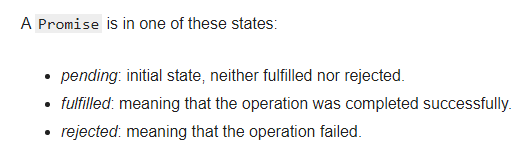 A Promise is in one of these states:
• pending: initial state, neither fulfilled nor rejected.
• fulfilled: meaning that the operation was completed successfully.
• rejected: meaning that the operation failed.